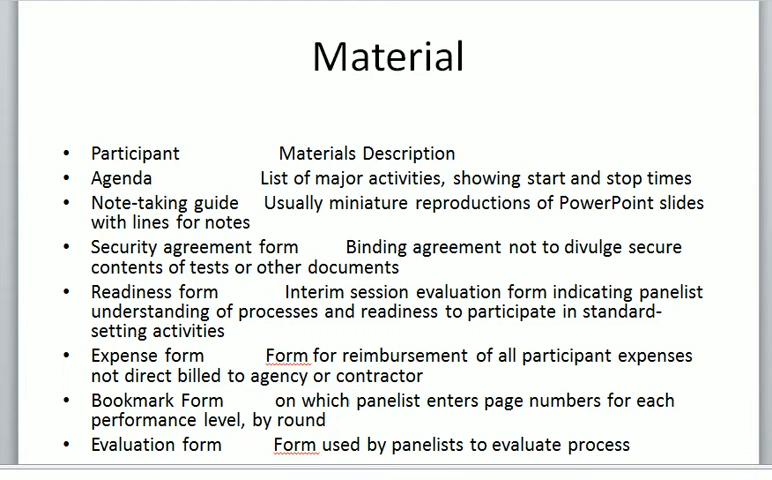 Material
• Participant Materials Description
• Agenda List of major activities, showing start and stop times
• Note-taking guide Usually miniature reproductions of PowerPoint slides
with lines for notes
• Security agreement form Binding agreement not to divulge secure
contents of tests or other documents
• Readiness form Interim session evaluation form indicating panelist
understanding of processes and readiness to participate in standard-
setting activities
• Expense form Form for reimbursement of all participant expenses
not direct billed to agency or contractor
• Bookmark Form on which panelist enters page numbers for each
performance level, by round
• Evaluation form Form used by panelists to evaluate process